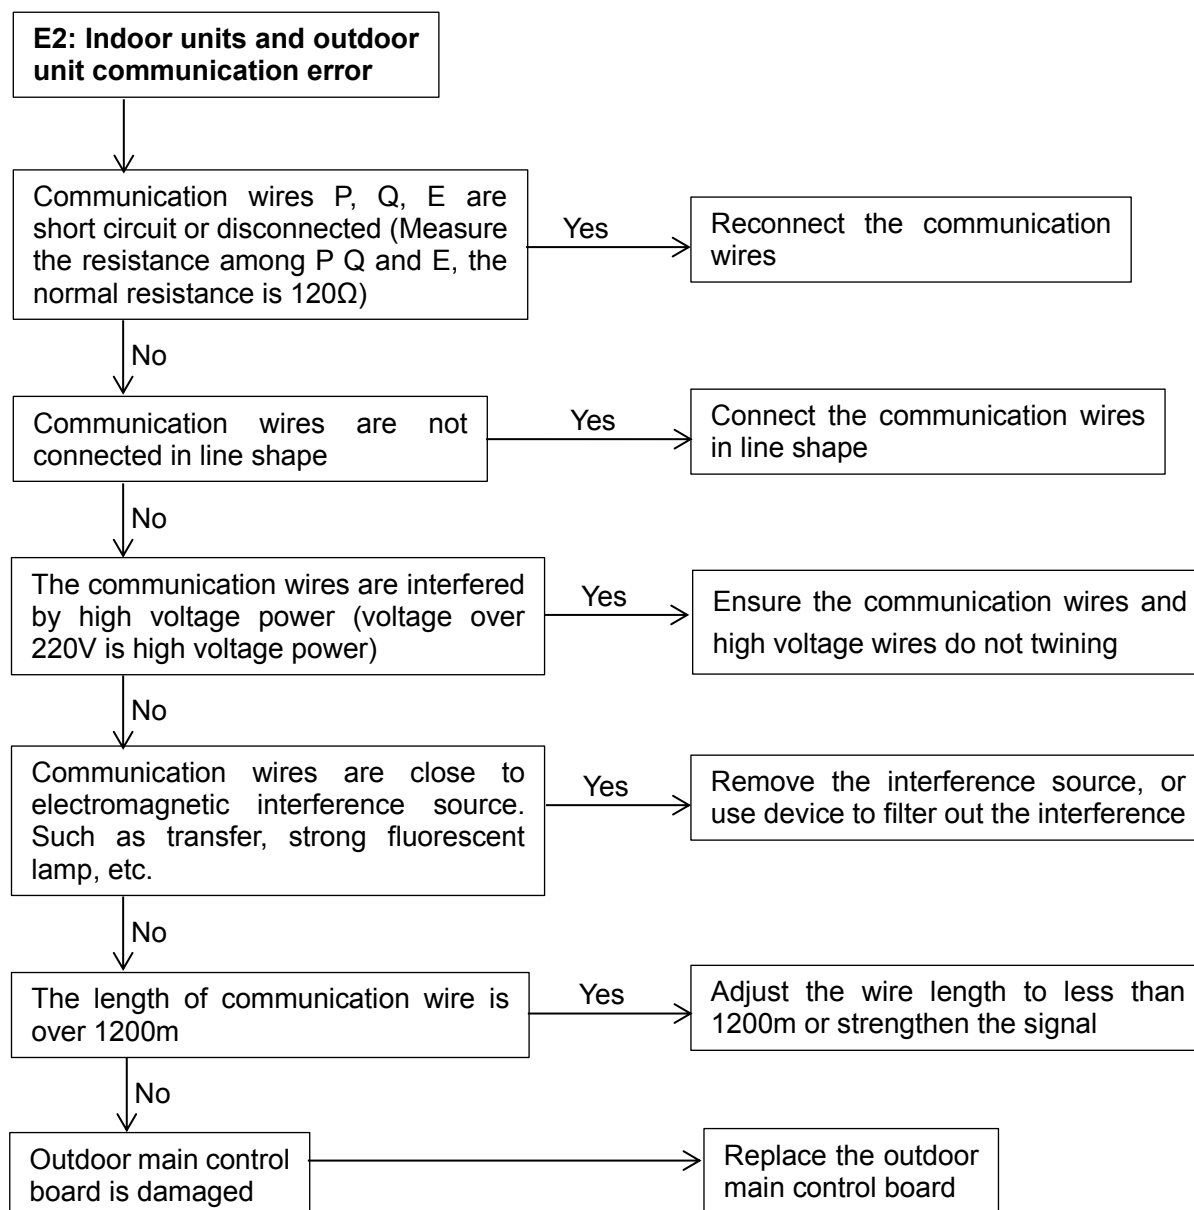 E2: Indoor units and outdoor
unit communication error
Communication wires P, Q, E are
short circuit or disconnected (Measure
the resistance among P Q and E, the
normal resistance is 120Ω)
Yes
Reconnect the communication
wires
No
Communication wires are not
connected in line shape
Yes
Connect the communication wires
in line shape
No
The communication wires are interfered
by high voltage power (voltage over
220V is high voltage power)
Yes
Ensure the communication wires and
high voltage wires do not twining
No
Communication wires are close to
electromagnetic interference source.
Such as transfer, strong fluorescent
lamp, etc.
Yes
Remove the interference source, or
use device to filter out the interference
No
The length of communication wire is
over 1200m
Yes
Adjust the wire length to less than
1200m or strengthen the signal
No
Outdoor main control
board is damaged
Replace the outdoor
main control board